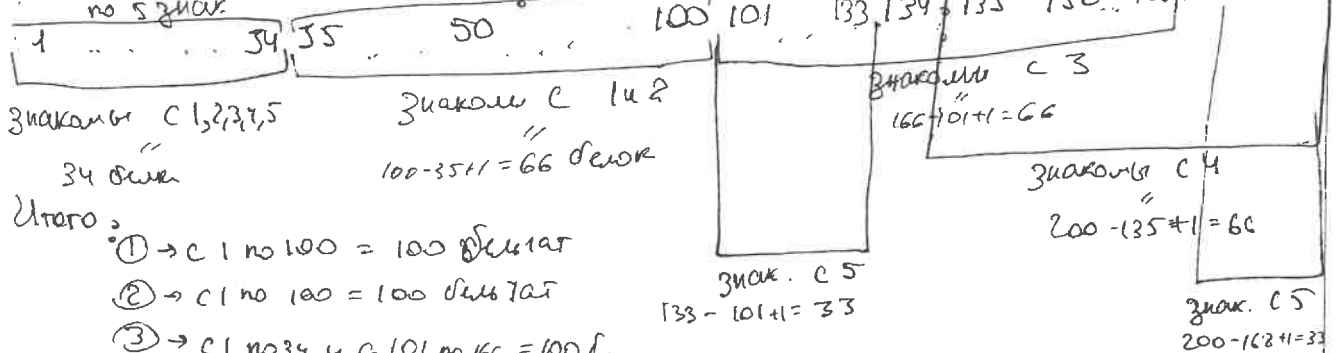 по 5 знак.
1 .. . . . 34 35 .. 50 . . . 100 101 133 134 135 150 ..
знакомы с 1,2,3,4,5
знакомы с 1 и 2
знакомы с 3
34 белки
100-35+1=66 белок
166-101+1=66
знакомы с 4
Итого:
200-135+1=66
① → с 1 по 100 = 100 бельчат
знак. с 5
② → с 1 по 100 = 100 бельчат
133-101+1=33
знак. с 5
③ → с 1 по 34 и с 101 по 166 = 100 б.
200-168+1=33